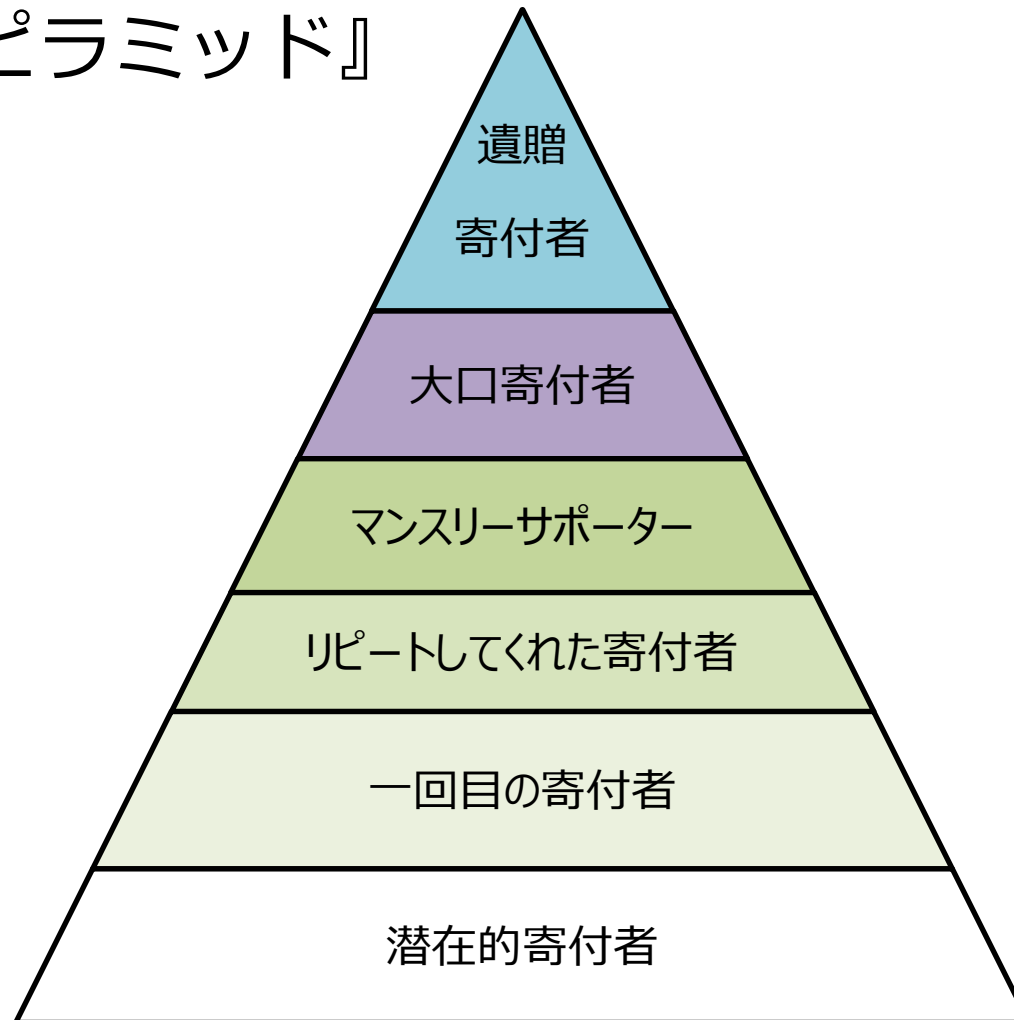 ピラミッド』
遺贈
寄付者
大口寄付者
マンスリーサポーター
リピートしてくれた寄付者
一回目の寄付者
潜在的寄付者